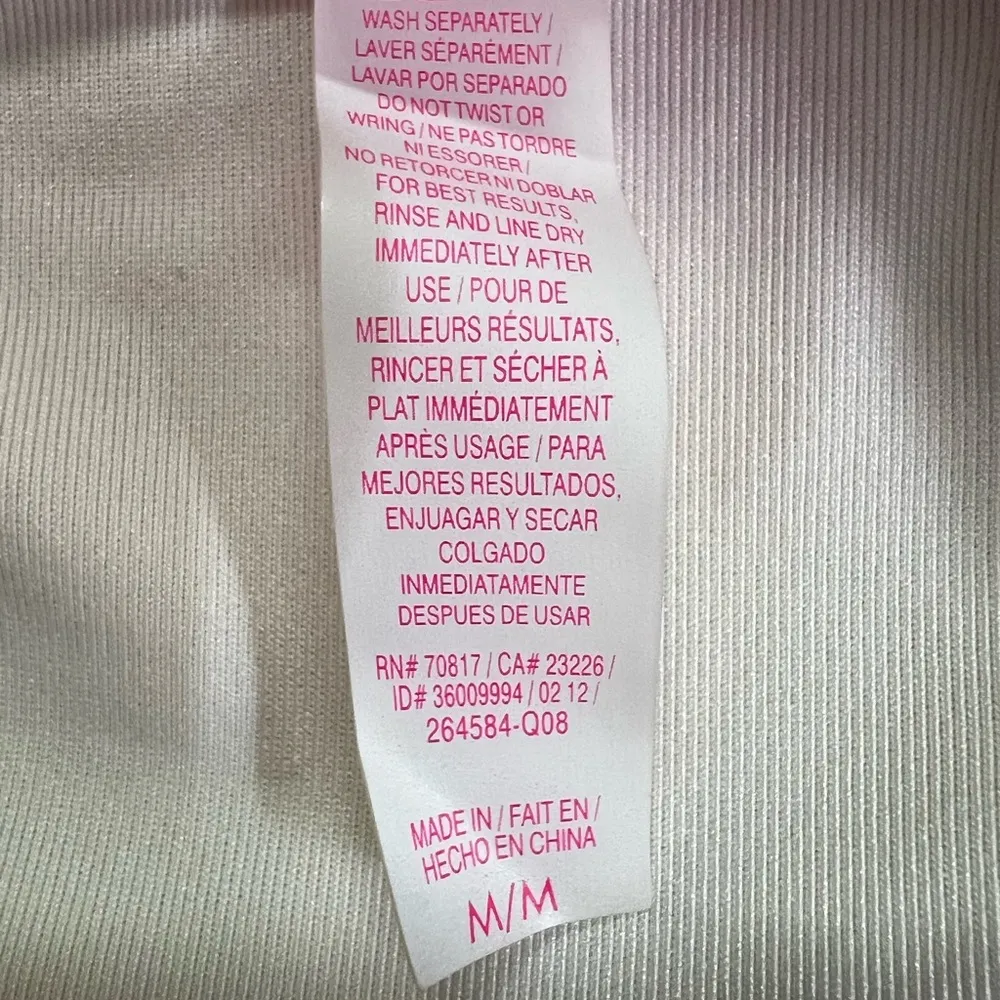 WASH SEPARATELY /
LAVER SÉPARÉMENT /
LAVAR POR SEPARADO
DO NOT TWIST OR
WRING / NE PAS TORDRE
NI ESSORER /
NO RETORCER NI DOBLAR
FOR BEST RESULTS,
RINSE AND LINE DRY
IMMEDIATELY AFTER
USE / POUR DE
MEILLEURS RÉSULTATS,
RINCER ET SÉCHER À
PLAT IMMÉDIATEMENT
APRÈS USAGE / PARA
MEJORES RESULTADOS,
ENJUAGAR Y SECAR
COLGADO
INMEDIATAMENTE
DESPUES DE USAR
RN# 70817 / CA# 23226 /
ID# 36009994 / 02 12 /
264584-Q08
MADE IN / FAIT EN /
HECHO EN CHINA
M/M